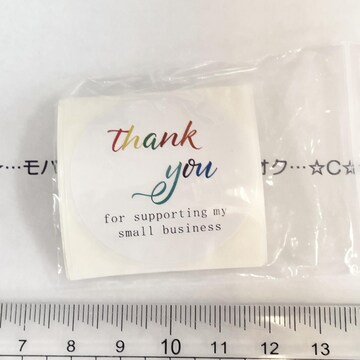 thank
you
…モバ オク…☆C☆
for supporting my
small business
7 8 9 10 11 12 13